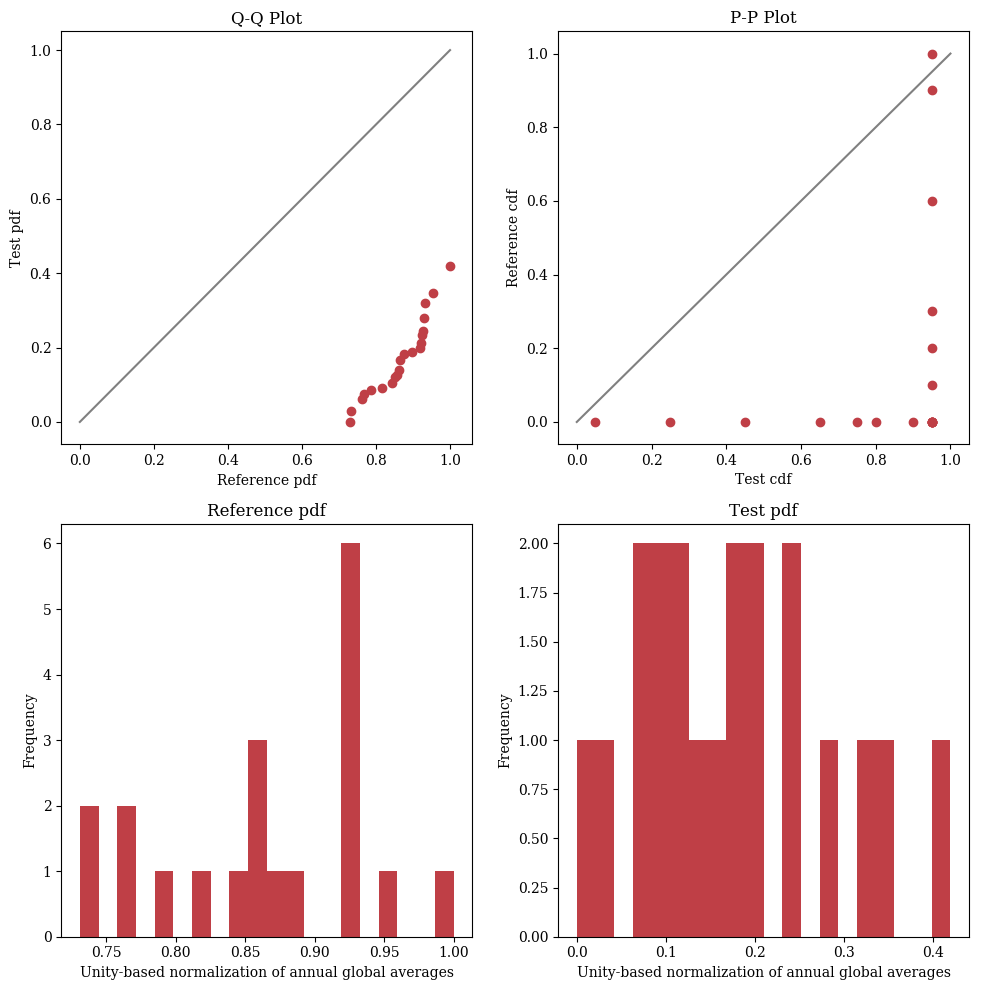 Q-Q Plot
1.0
0.8
0.6
0.4
0.2
0.0
Test pdf
0.0 0.2 0.4 0.6 0.8 1.0
Reference pdf
P-P Plot
1.0
0.8
0.6
0.4
0.2
0.0
Reference cdf
0.0 0.2 0.4 0.6 0.8 1.0
Test cdf
Reference pdf
6
5
4
3
2
1
0
Frequency
0.75 0.80 0.85 0.90 0.95 1.00
Unity-based normalization of annual global averages
Test pdf
2.00
1.75
1.50
1.25
1.00
0.75
0.50
0.25
0.00
Frequency
0.0 0.1 0.2 0.3 0.4
Unity-based normalization of annual global averages